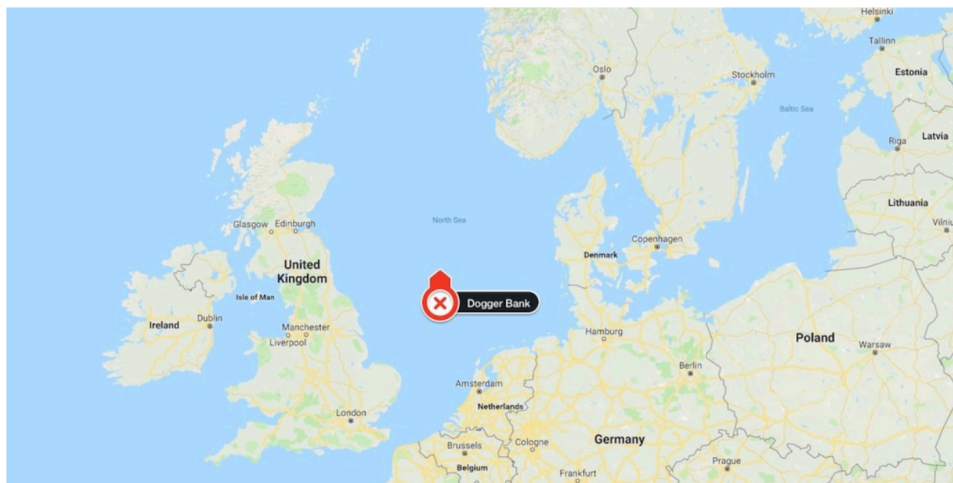 Helsinki
Tallinn
Oslo
Stockholm
Estonia
Baltic Sea
Latvia
Riga
Lithuania
North Sea
Glasgow
Edinburgh
Vilniu
Copenhagen
Denmark
United
Kingdom
Isle of Man
Dogger Bank
Ireland
Dublin
Manchester
Liverpool
Hamburg
Poland
Warsaw
Berlin
Amsterdam
Netherlands
London
Brussels
Cologne
Germany
Belgium
Prague
Frankfurt